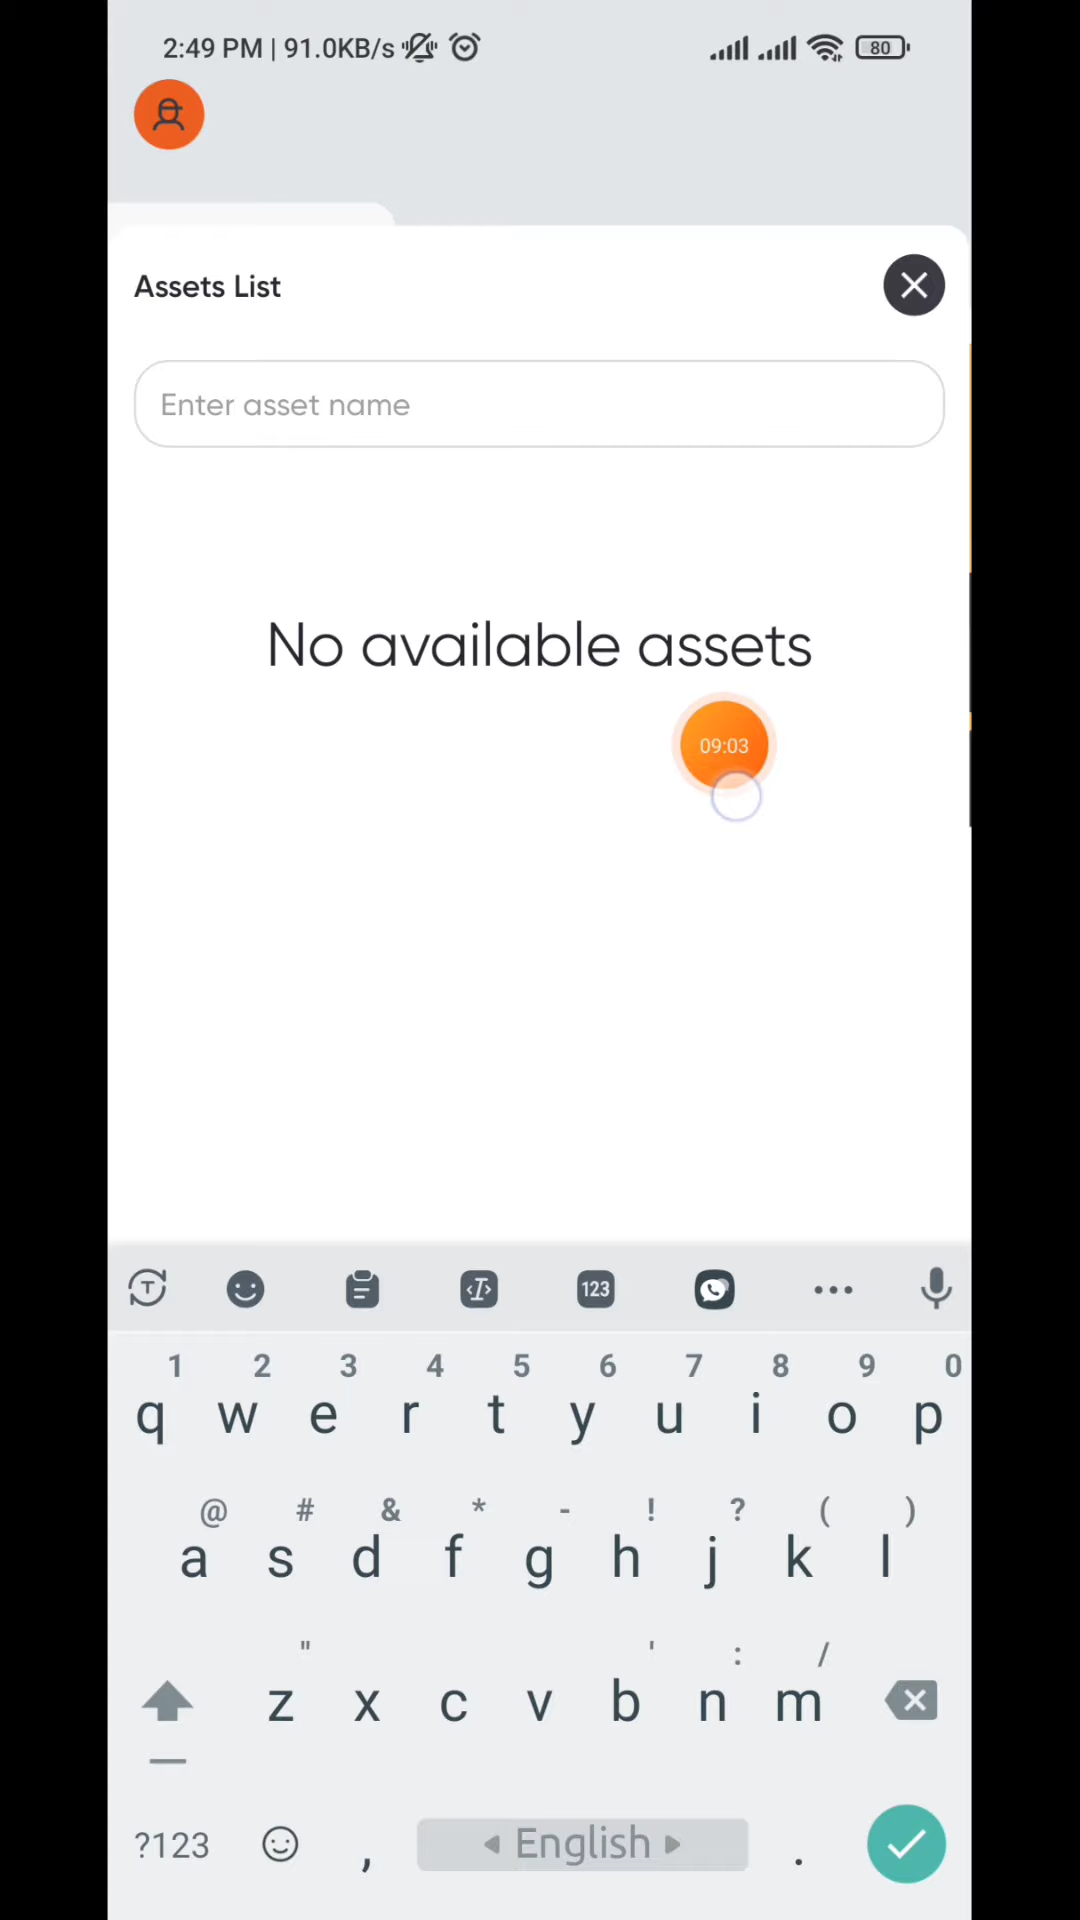 2:49 PM | 91.0KB/s 80
Assets List
Enter asset name
No available assets
09:03
T 123 •••
1 2 3 4 5 6 7 8 9 0
q w e r t y u i o p
@ # & * - ! ? ( )
a s d f g h j k l
" ' : /
z x c v b n m
?123 , English .